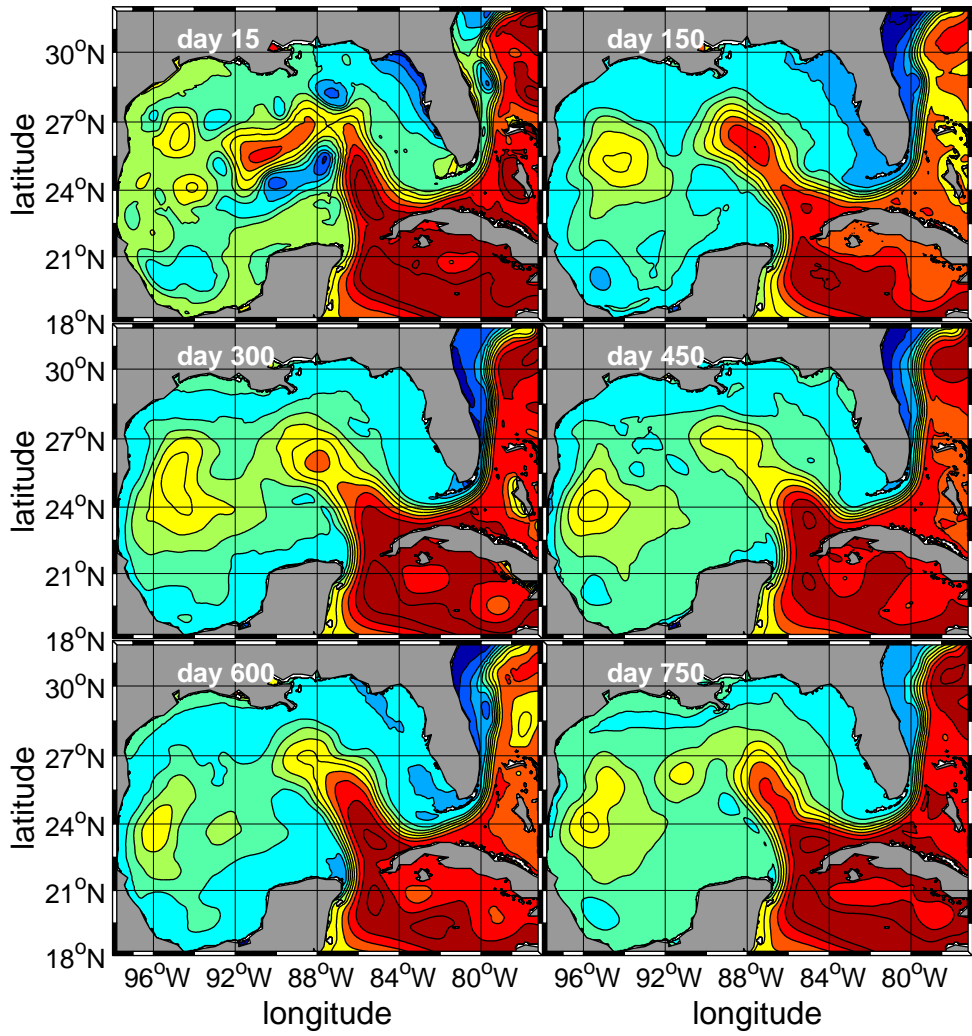 day 15
day 150
30°N
27°N
24°N
21°N
18°N
latitude
day 300
day 450
30°N
27°N
24°N
21°N
18°N
latitude
day 600
day 750
30°N
27°N
24°N
21°N
18°N
latitude
96°W 92°W 88°W 84°W 80°W 96°W 92°W 88°W 84°W 80°W
longitude longitude